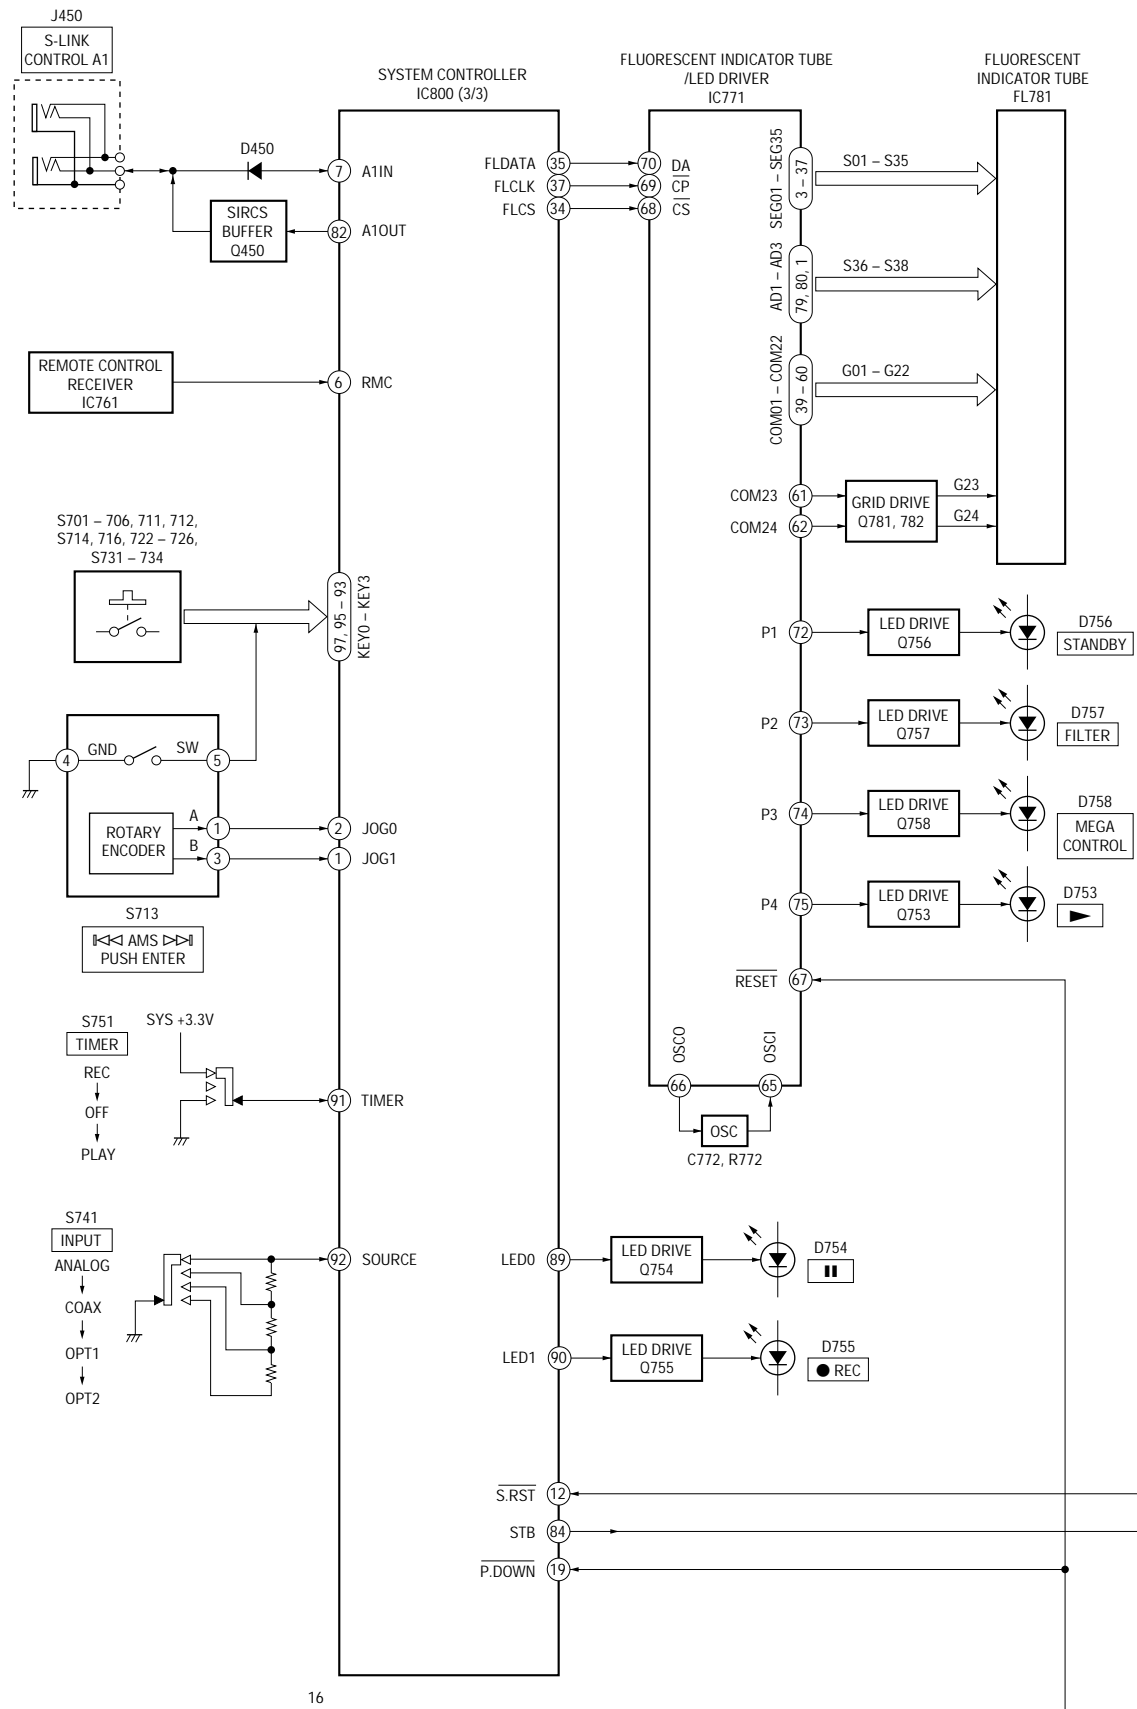 J450
S-LINK
CONTROL A1
D450
SIRCS
BUFFER
Q450
REMOTE CONTROL
RECEIVER
IC761
S701 – 706, 711, 712,
S714, 716, 722 – 726,
S731 – 734
4
GND
SW
5
ROTARY
ENCODER
A
1
B
3
S713
AMS
PUSH ENTER
S751
TIMER
REC
OFF
PLAY
SYS +3.3V
S741
INPUT
ANALOG
COAX
OPT1
OPT2
SYSTEM CONTROLLER
IC800 (3/3)
7
A1IN
82
A1OUT
6
RMC
97, 95 – 93
KEY0 – KEY3
2
JOG0
1
JOG1
91
TIMER
92
SOURCE
FLDATA
35
FLCLK
37
FLCS
34
LED0
89
LED1
90
S.RST
12
STB
84
P.DOWN
19
FLUORESCENT INDICATOR TUBE
/LED DRIVER
IC771
70
DA
69
CP
68
CS
SEG01 – SEG35
3 – 37
S01 – S35
AD1 – AD3
79, 80, 1
S36 – S38
COM01 – COM22
39 – 60
G01 – G22
COM23
61
COM24
62
GRID DRIVE
Q781, 782
G23
G24
FLUORESCENT
INDICATOR TUBE
FL781
P1
72
LED DRIVE
Q756
D756
STANDBY
P2
73
LED DRIVE
Q757
D757
FILTER
P3
74
LED DRIVE
Q758
D758
MEGA
CONTROL
P4
75
LED DRIVE
Q753
D753
RESET
67
OSCO
66
OSCI
65
OSC
C772, R772
LED DRIVE
Q754
D754
LED DRIVE
Q755
D755
● REC
16